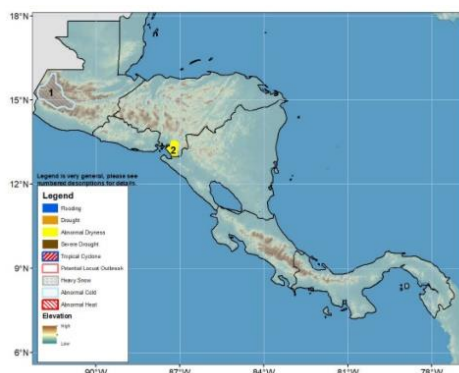 18°N
15°N
12°N
9°N
6°N
1
2
Legend is very general, please see
numbered descriptions for details.
Legend
Flooding
Drought
Abnormal Dryness
Severe Drought
Tropical Cyclone
Potential Locust Outbreak
Heavy Snow
Abnormal Cold
Abnormal Heat
Elevation
High
Low
90°W
87°W
84°W
81°W
78°W